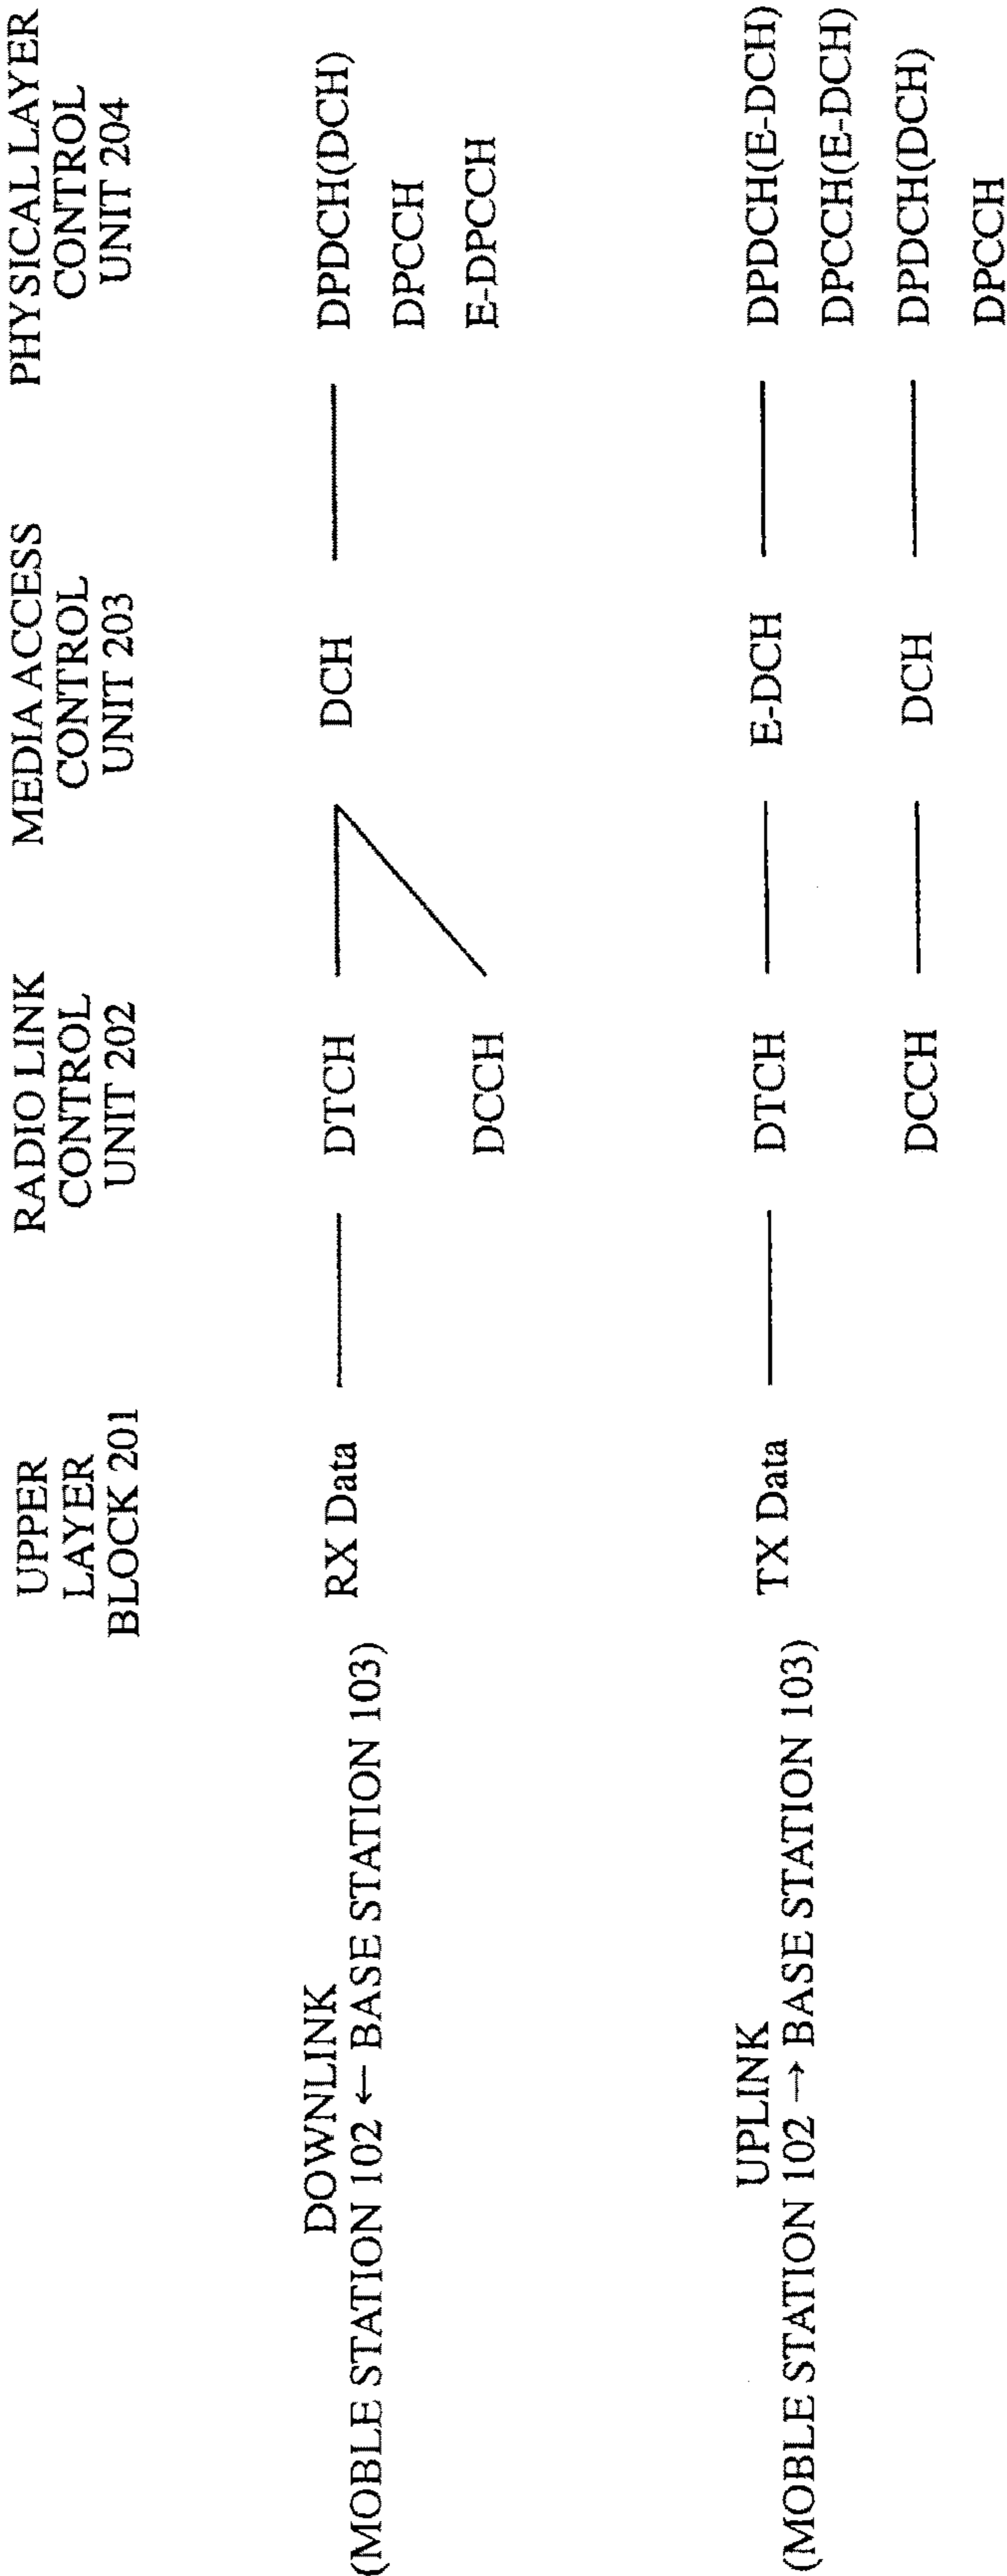 UPPER
LAYER
BLOCK 201
RADIO LINK
CONTROL
UNIT 202
MEDIA ACCESS
CONTROL
UNIT 203
PHYSICAL LAYER
CONTROL
UNIT 204
DOWNLINK
(MOBLE STATION 102 ← BASE STATION 103)
RX Data
DTCH
DCCH
DCH
DPDCH(DCH)
DPCCH
E-DPCCH
UPLINK
(MOBLE STATION 102 → BASE STATION 103)
TX Data
DTCH
DCCH
E-DCH
DCH
DPDCH(E-DCH)
DPCCH(E-DCH)
DPDCH(DCH)
DPCCH